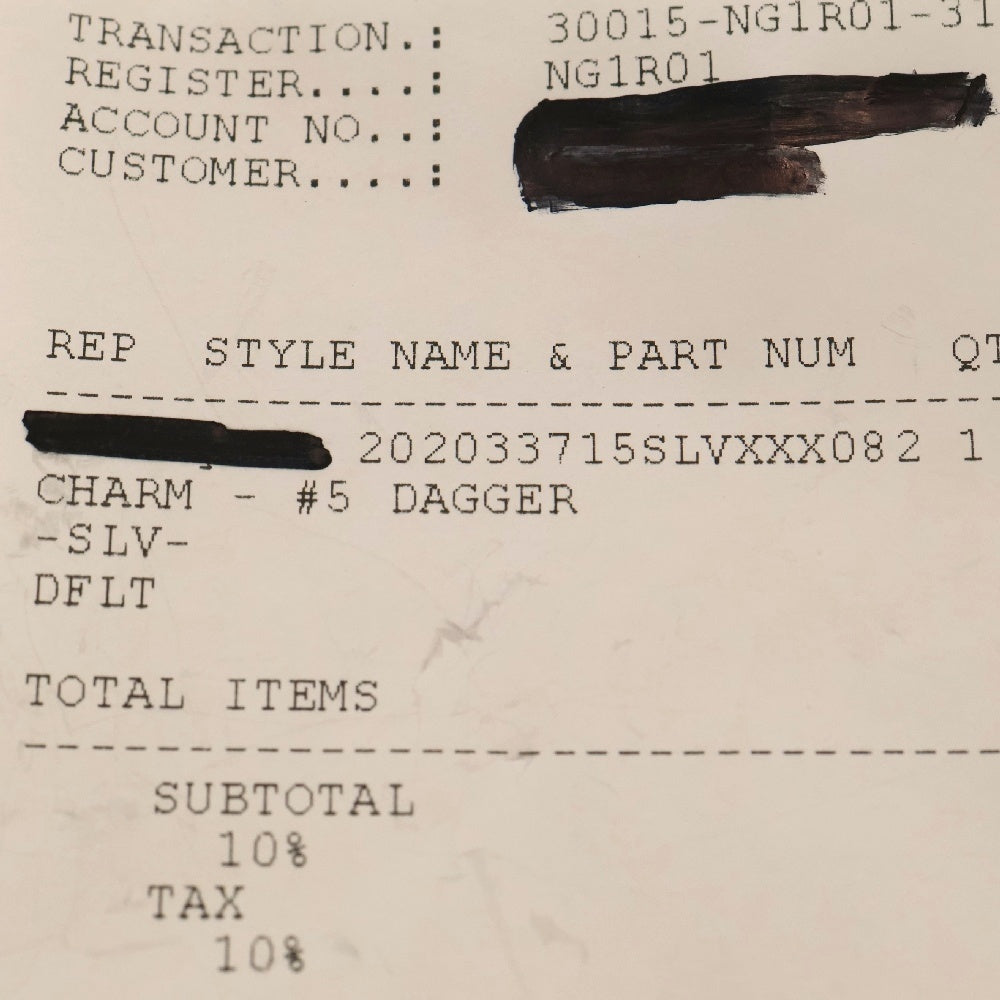 TRANSACTION.: 30015-NG1R01-31
REGISTER....: NG1R01
ACCOUNT NO..:
CUSTOMER....:
REP STYLE NAME & PART NUM QT
202033715SLVXXX082 1
CHARM - #5 DAGGER
-SLV-
DFLT
TOTAL ITEMS
SUBTOTAL
10%
TAX
10%